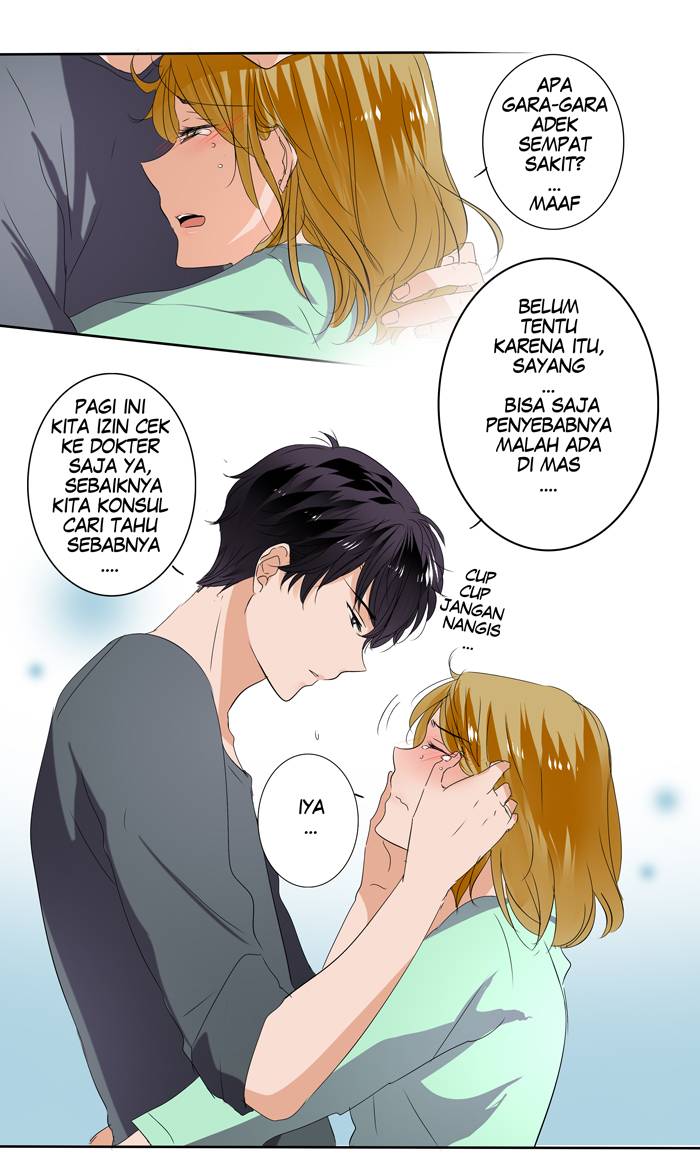 APA
GARA-GARA
ADEK
SEMPAT
SAKIT?
...
MAAF
BELUM
TENTU
KARENA ITU,
SAYANG
...
BISA SAJA
PENYEBABNYA
MALAH ADA
DI MAS
....
PAGI INI
KITA IZIN CEK
KE DOKTER
SAJA YA,
SEBAIKNYA
KITA KONSUL
CARI TAHU
SEBABNYA
....
CUP
CUP
JANGAN
NANGIS
...
IYA
...